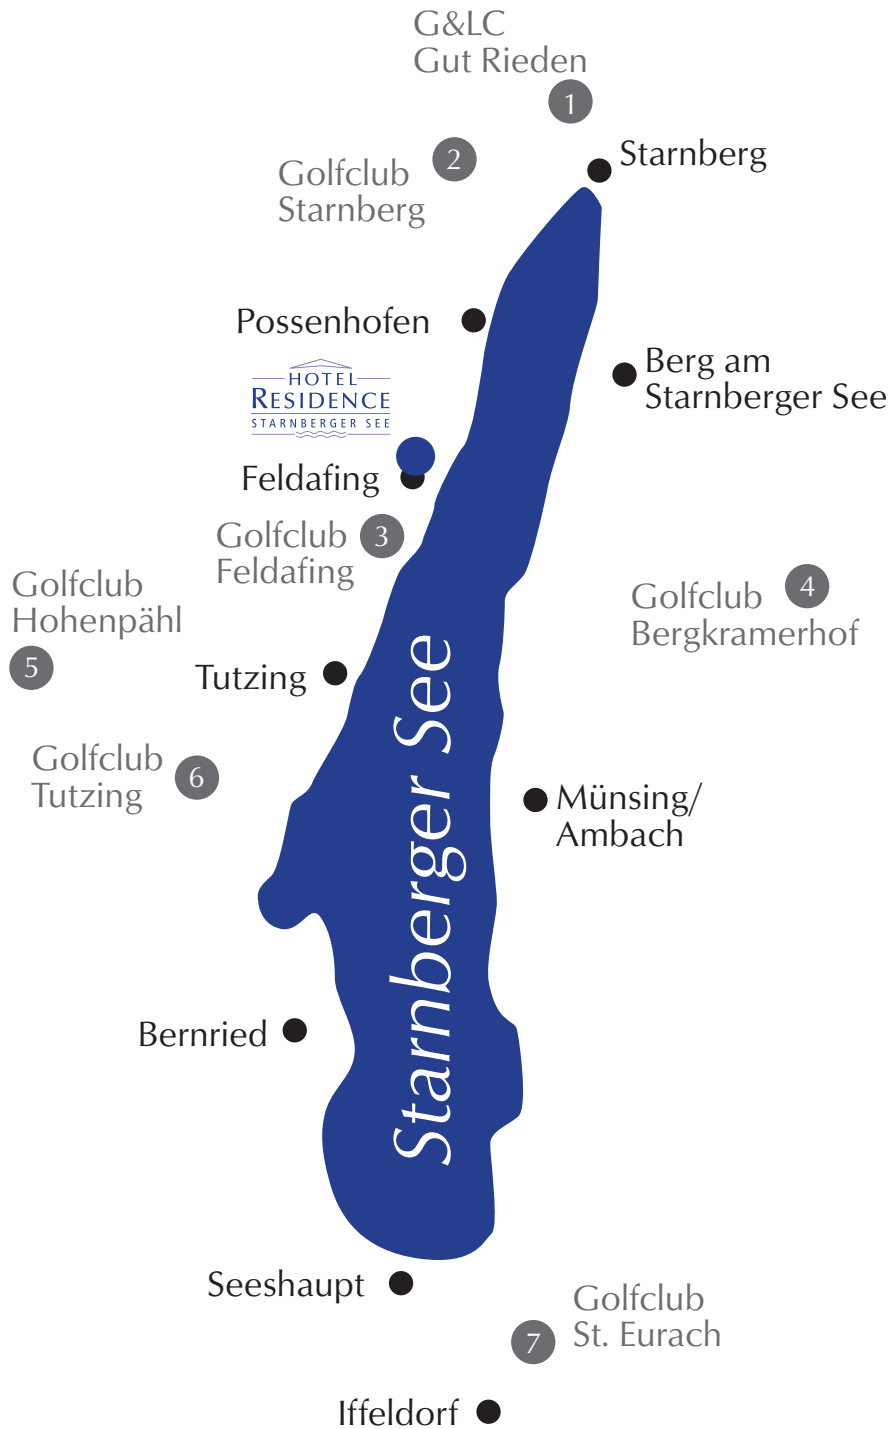 G&LC
Gut Rieden
1
Starnberg
2
Golfclub
Starnberg
Possenhofen
Berg am
Starnberger See
HOTEL
RESIDENCE
STARNBERGER SEE
Feldafing
Golfclub
Feldafing
3
Golfclub
Hohenpähl
5
Golfclub
Bergkramerhof
4
Tutzing
Golfclub
Tutzing
6
Starnberger See
Münsing/
Ambach
Bernried
Seeshaupt
Golfclub
St. Eurach
7
Iffeldorf